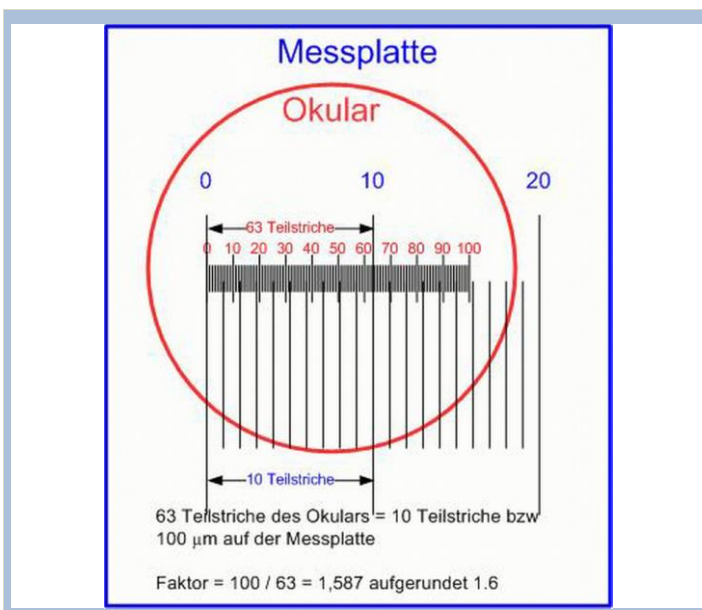 Messplatte
Okular
0 10 20
63 Teilstriche
0 10 20 30 40 50 60 70 80 90 100
10 Teilstriche
63 Teilstriche des Okulars = 10 Teilstriche bzw
100 µm auf der Messplatte
Faktor = 100 / 63 = 1,587 aufgerundet 1.6